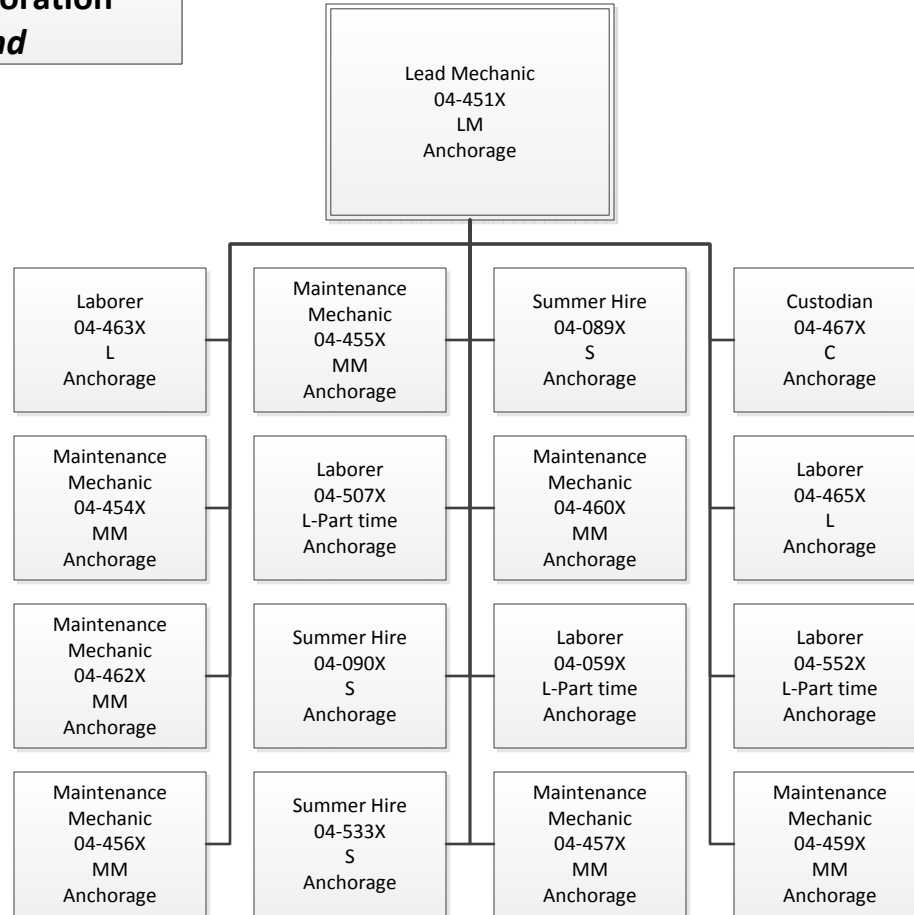 nd
Lead Mechanic
04-451X
LM
Anchorage
Laborer
04-463X
L
Anchorage
Maintenance
Mechanic
04-455X
MM
Anchorage
Summer Hire
04-089X
S
Anchorage
Custodian
04-467X
C
Anchorage
Maintenance
Mechanic
04-454X
MM
Anchorage
Laborer
04-507X
L-Part time
Anchorage
Maintenance
Mechanic
04-460X
MM
Anchorage
Laborer
04-465X
L
Anchorage
Maintenance
Mechanic
04-462X
MM
Anchorage
Summer Hire
04-090X
S
Anchorage
Laborer
04-059X
L-Part time
Anchorage
Laborer
04-552X
L-Part time
Anchorage
Maintenance
Mechanic
04-456X
MM
Anchorage
Summer Hire
04-533X
S
Anchorage
Maintenance
Mechanic
04-457X
MM
Anchorage
Maintenance
Mechanic
04-459X
MM
Anchorage